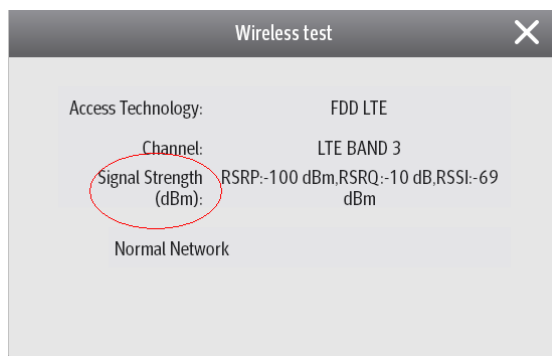 Wireless test
Access Technology: FDD LTE
Channel: LTE BAND 3
Signal Strength RSRP:-100 dBm,RSRQ:-10 dB,RSSI:-69
(dBm): dBm
Normal Network